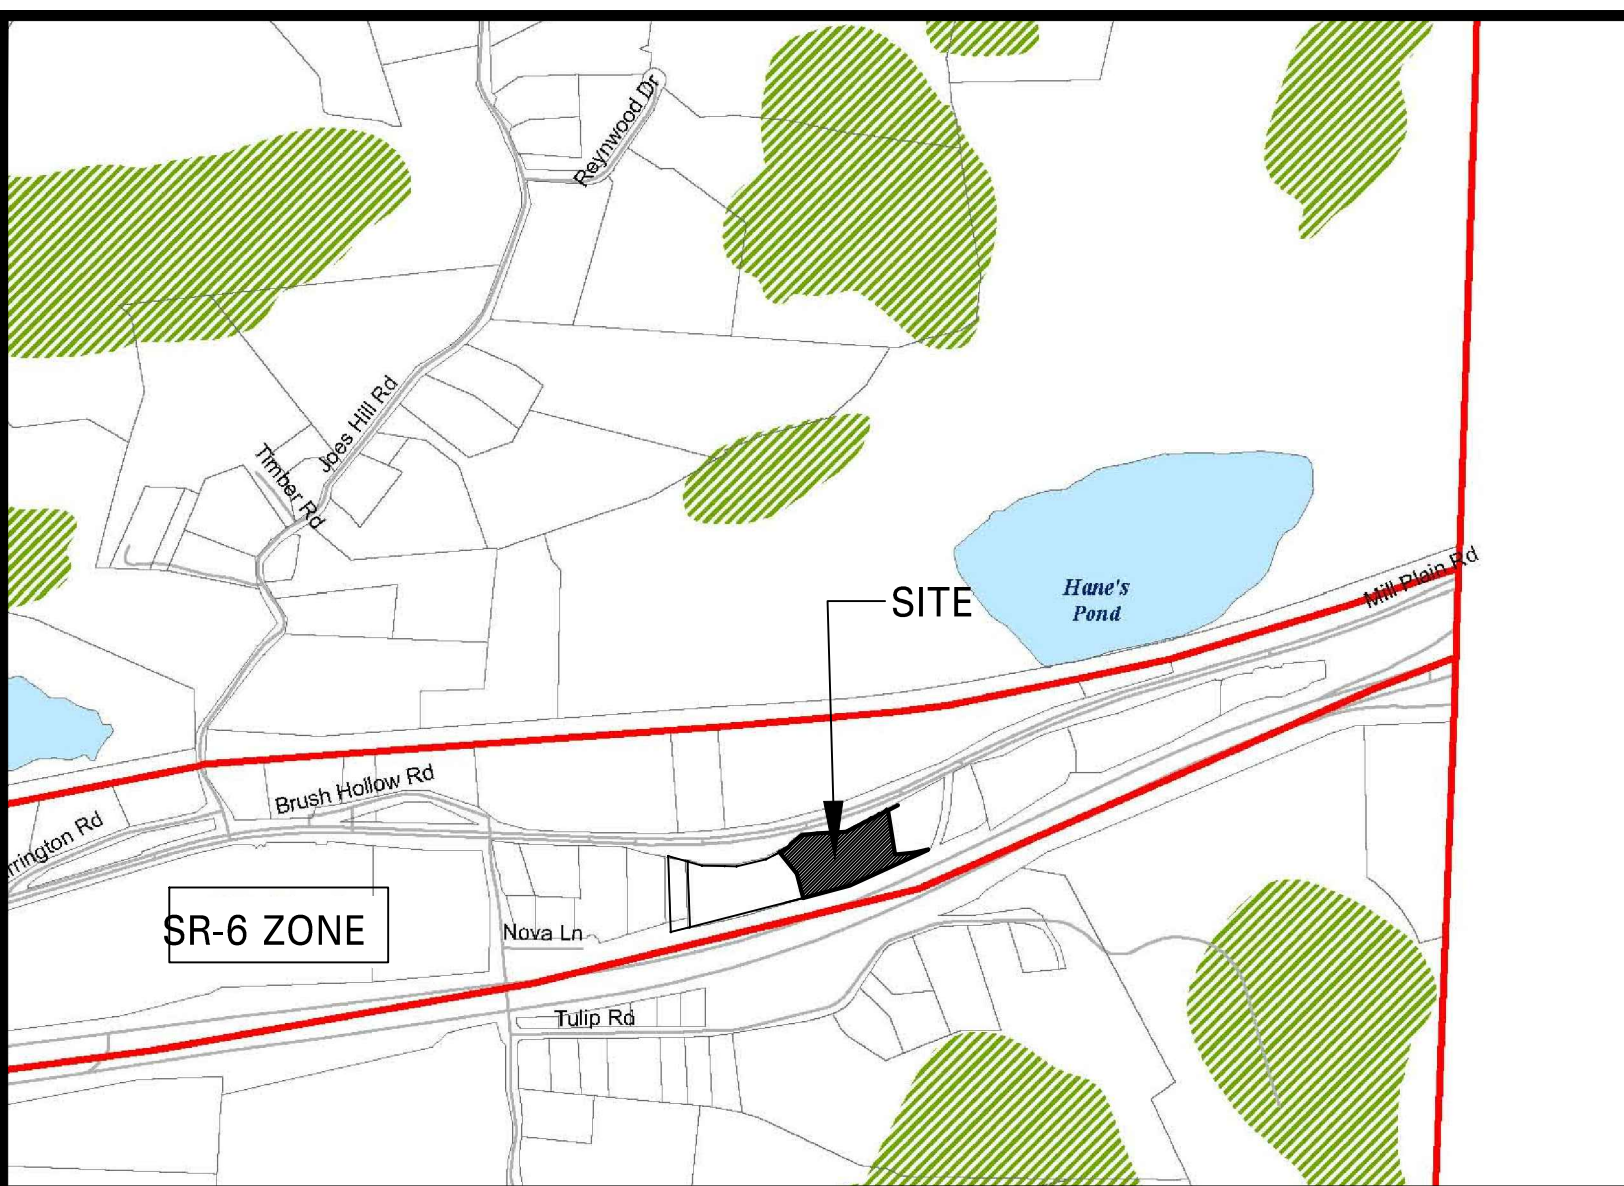 Reynwood Dr
Joes Hill Rd
Timber Rd
Hane's
Pond
Mill Plain Rd
SITE
Brush Hollow Rd
rrington Rd
SR-6 ZONE
Nova Ln
Tulip Rd